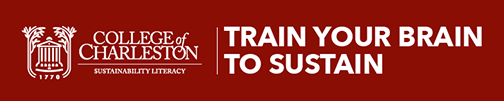 COLLEGE of
CHARLESTON
SUSTAINABILITY LITERACY
1770
TRAIN YOUR BRAIN
TO SUSTAIN